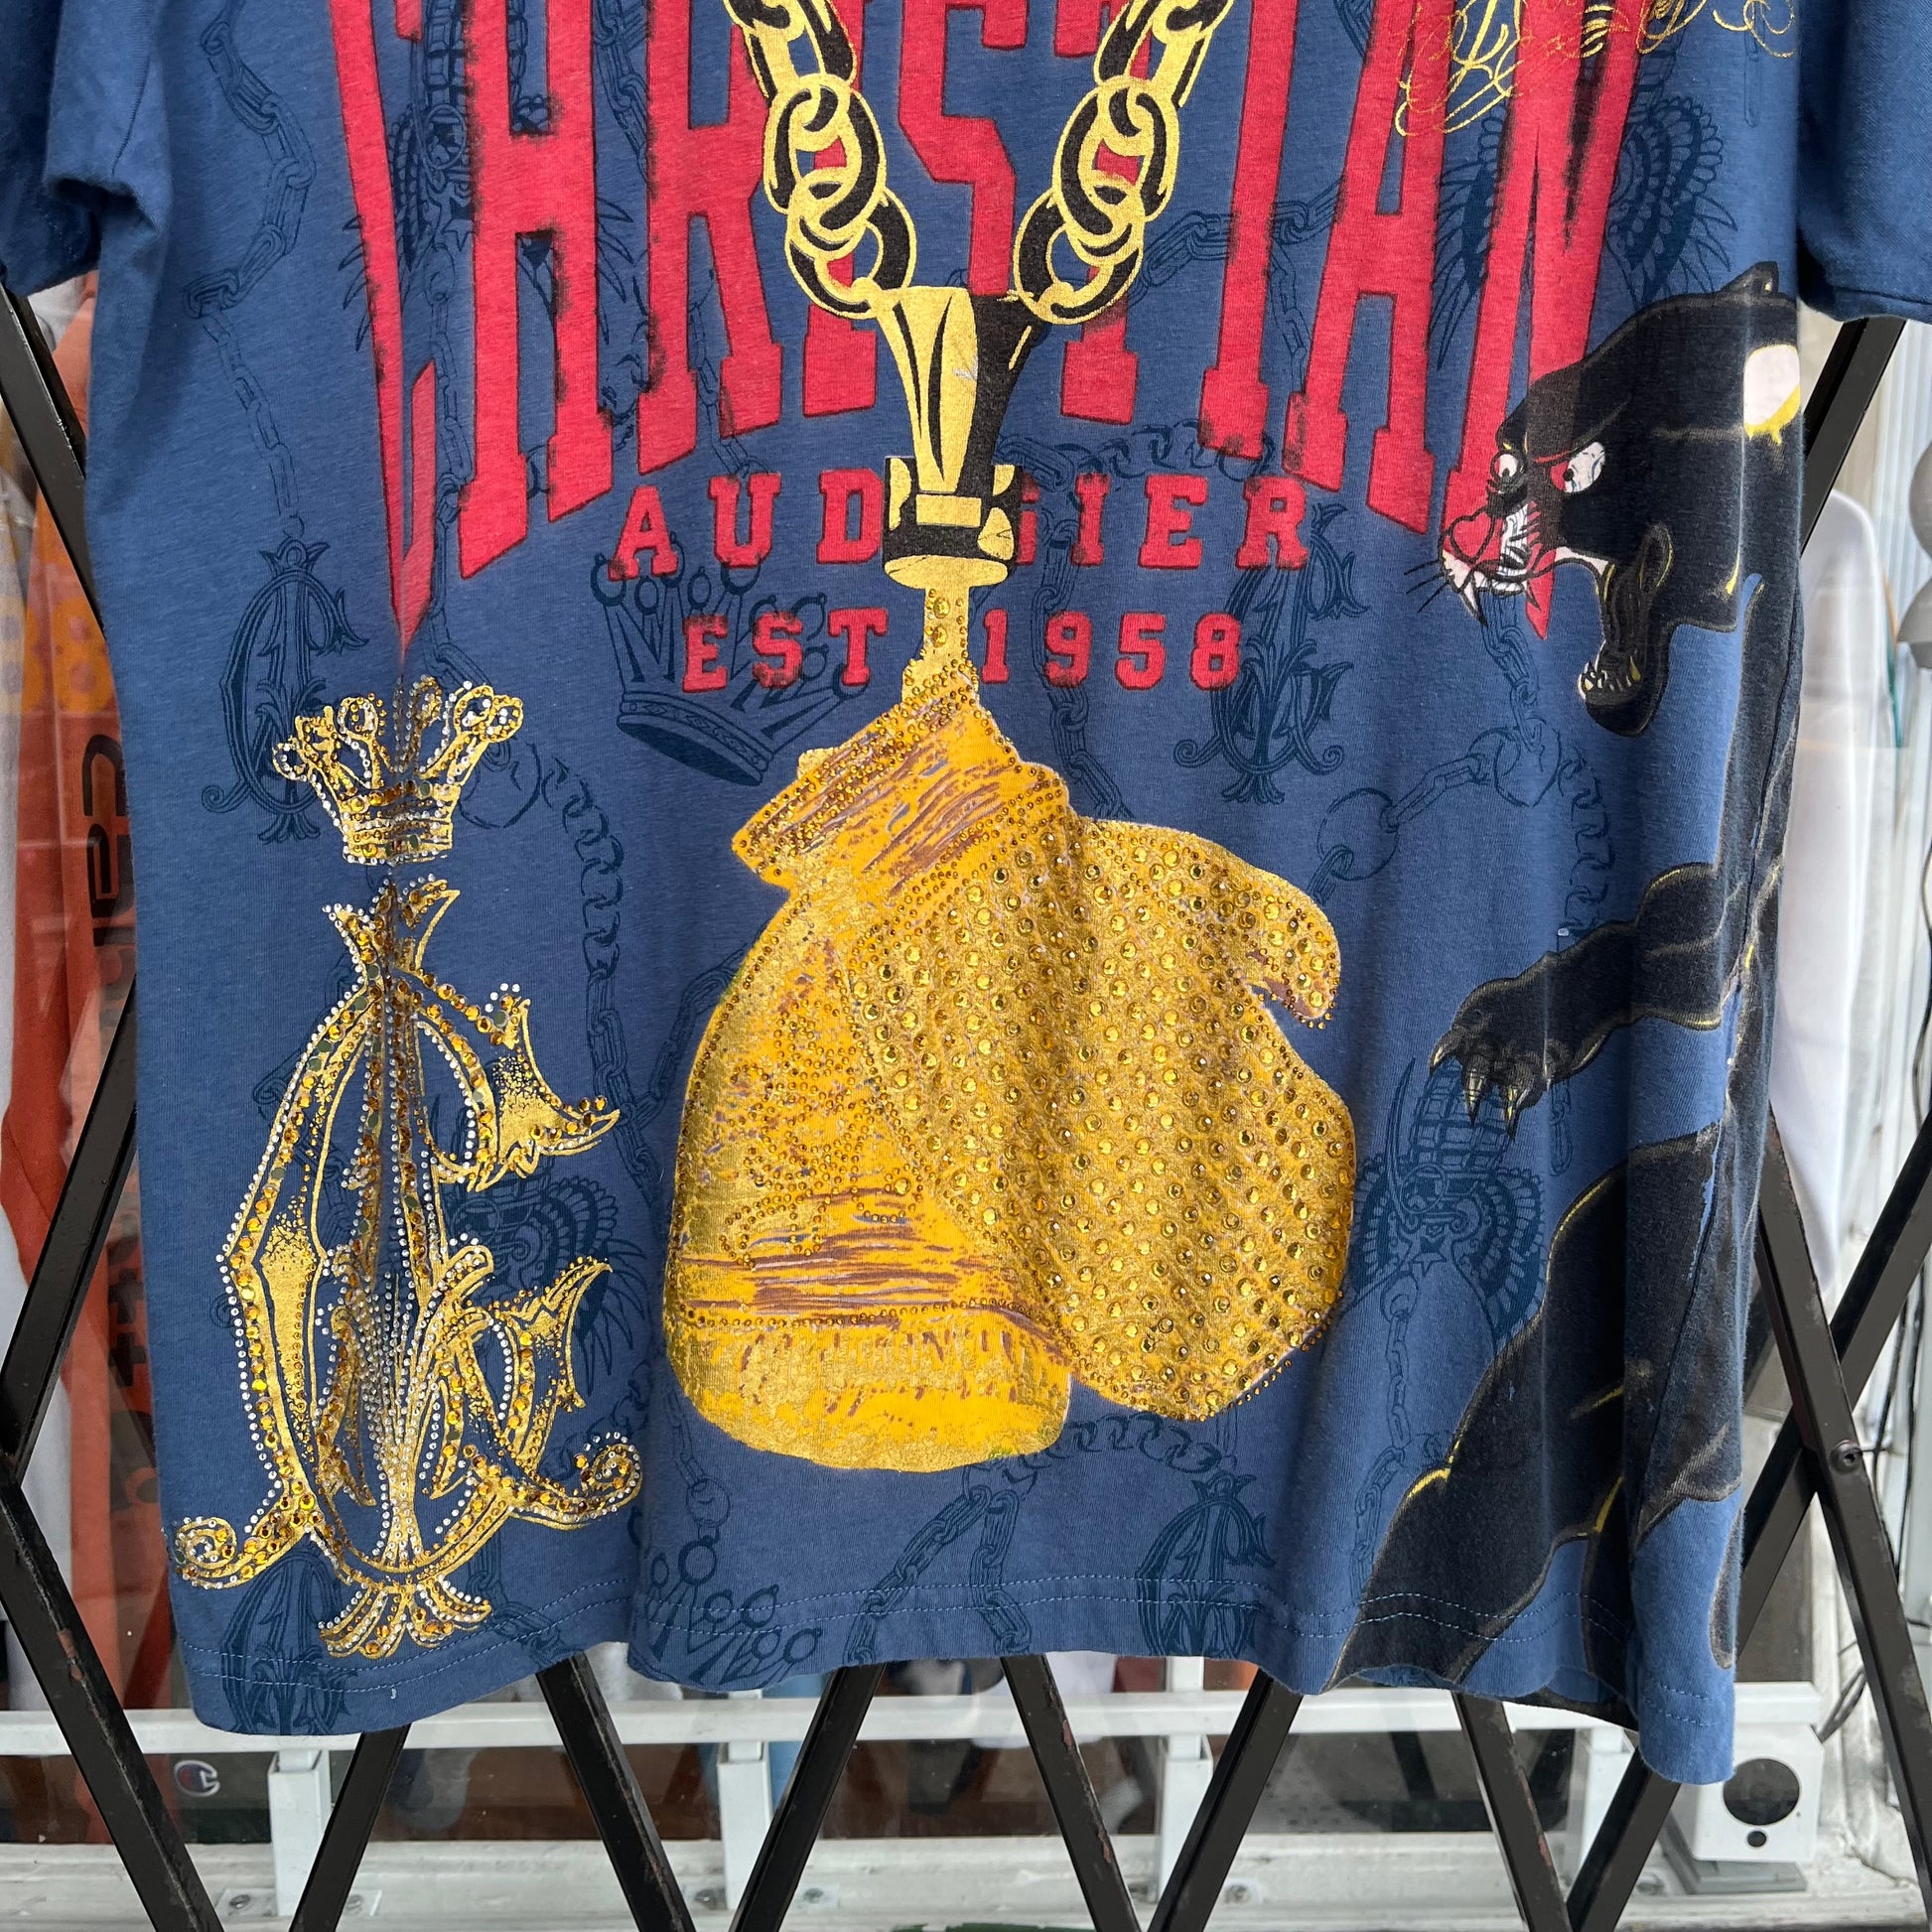 CHRISTIAN
AUDIGIER
EST 1958